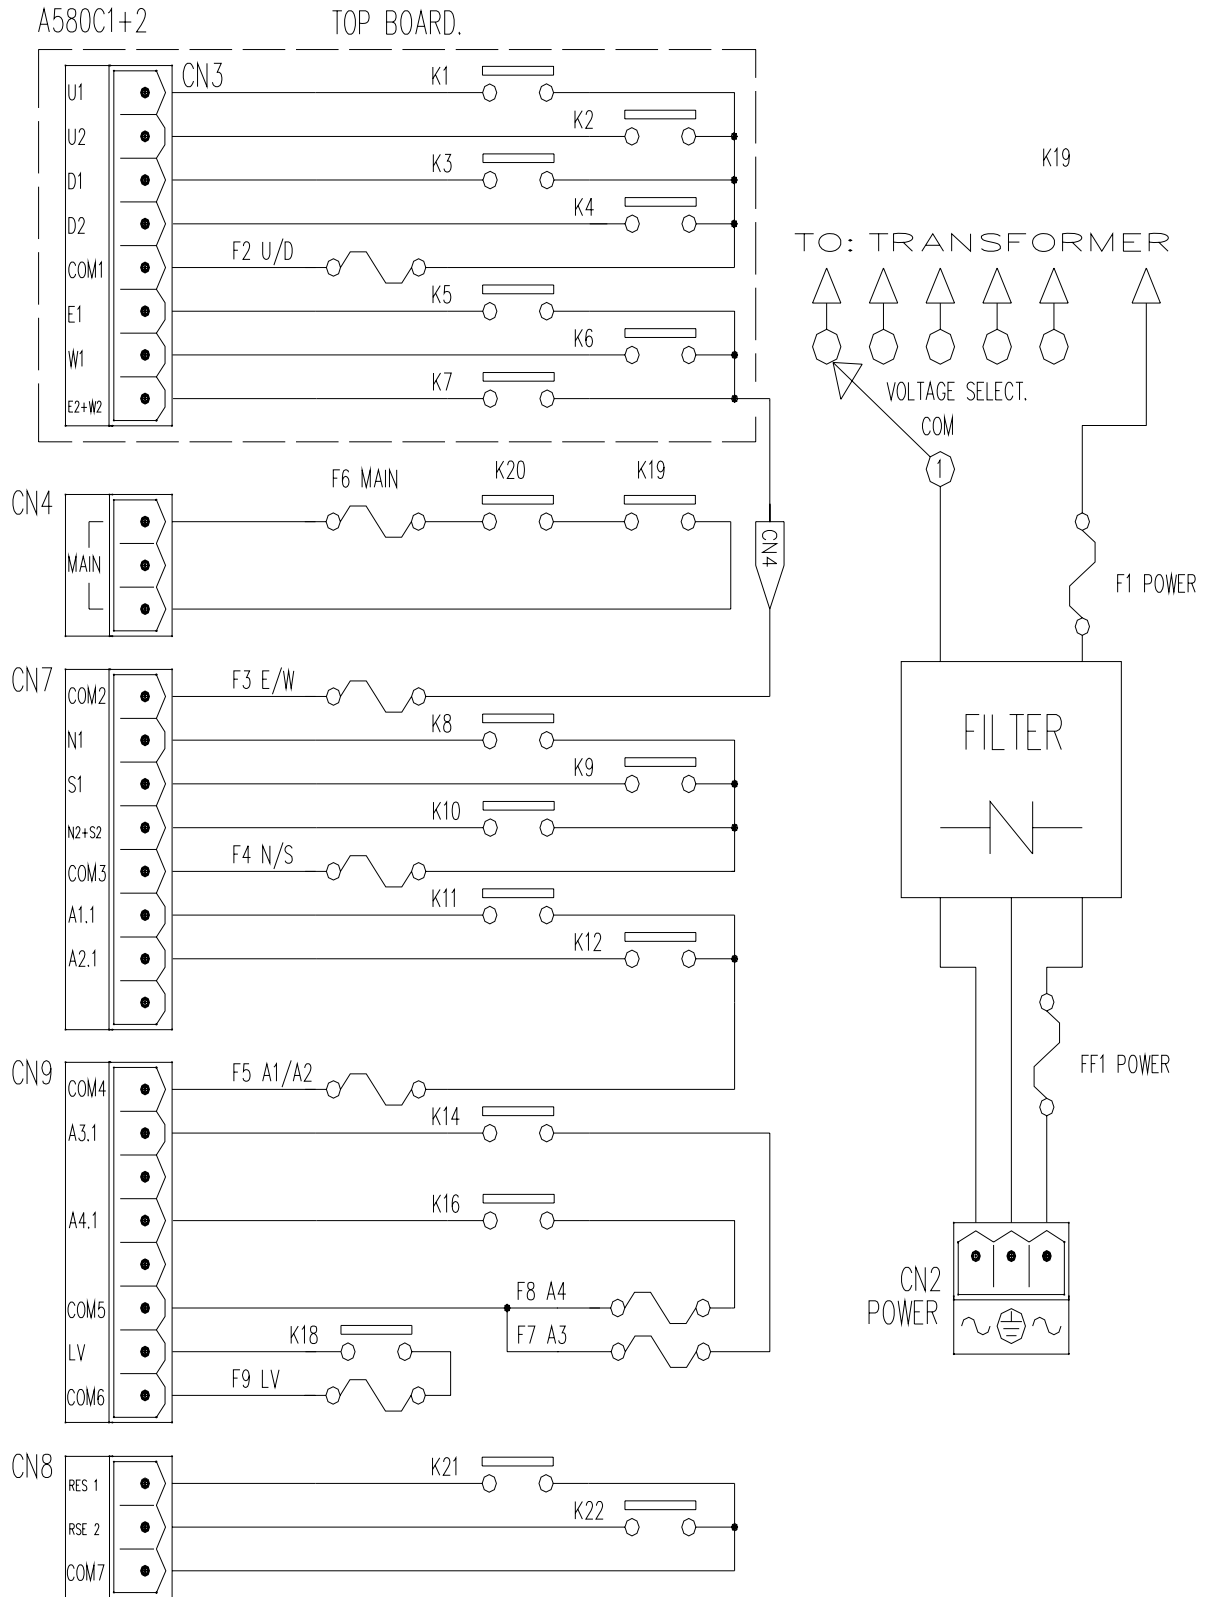 A580C1+2
TOP BOARD.
CN3
U1
K1
U2
K2
D1
K3
D2
K4
COM1
F2 U/D
E1
K5
W1
K6
E2+W2
K7
K19
TO: TRANSFORMER
VOLTAGE SELECT.
COM
1
CN4
MAIN
F6 MAIN
K20
K19
CN4
F1 POWER
CN7
COM2
F3 E/W
N1
K8
S1
K9
N2+S2
K10
COM3
F4 N/S
A1.1
K11
A2.1
K12
FILTER
CN9
COM4
F5 A1/A2
A3.1
K14
A4.1
K16
COM5
F8 A4
F7 A3
LV
K18
COM6
F9 LV
FF1 POWER
CN2
POWER
CN8
RES 1
K21
RSE 2
K22
COM7